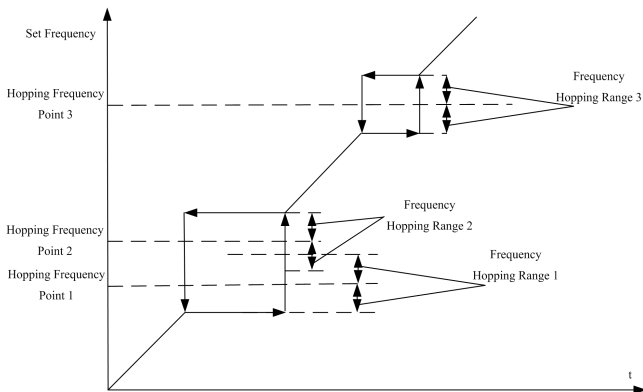 Set Frequency
Hopping Frequency
Point 3
Frequency
Hopping Range 3
Hopping Frequency
Point 2
Frequency
Hopping Range 2
Hopping Frequency
Point 1
Frequency
Hopping Range 1
t